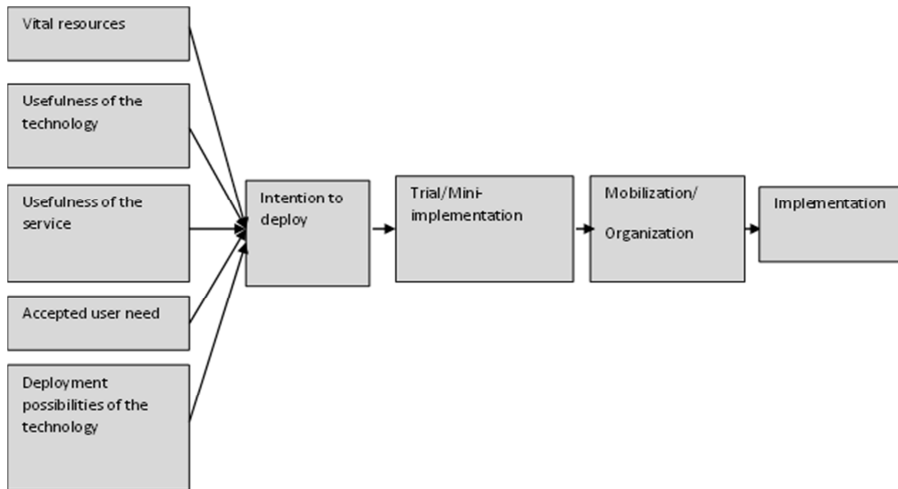 Vital resources
Usefulness of the
technology
Usefulness of the
service
Accepted user need
Deployment
possibilities of the
technology
Intention to
deploy
Trial/Mini-
implementation
Mobilization/
Organization
Implementation